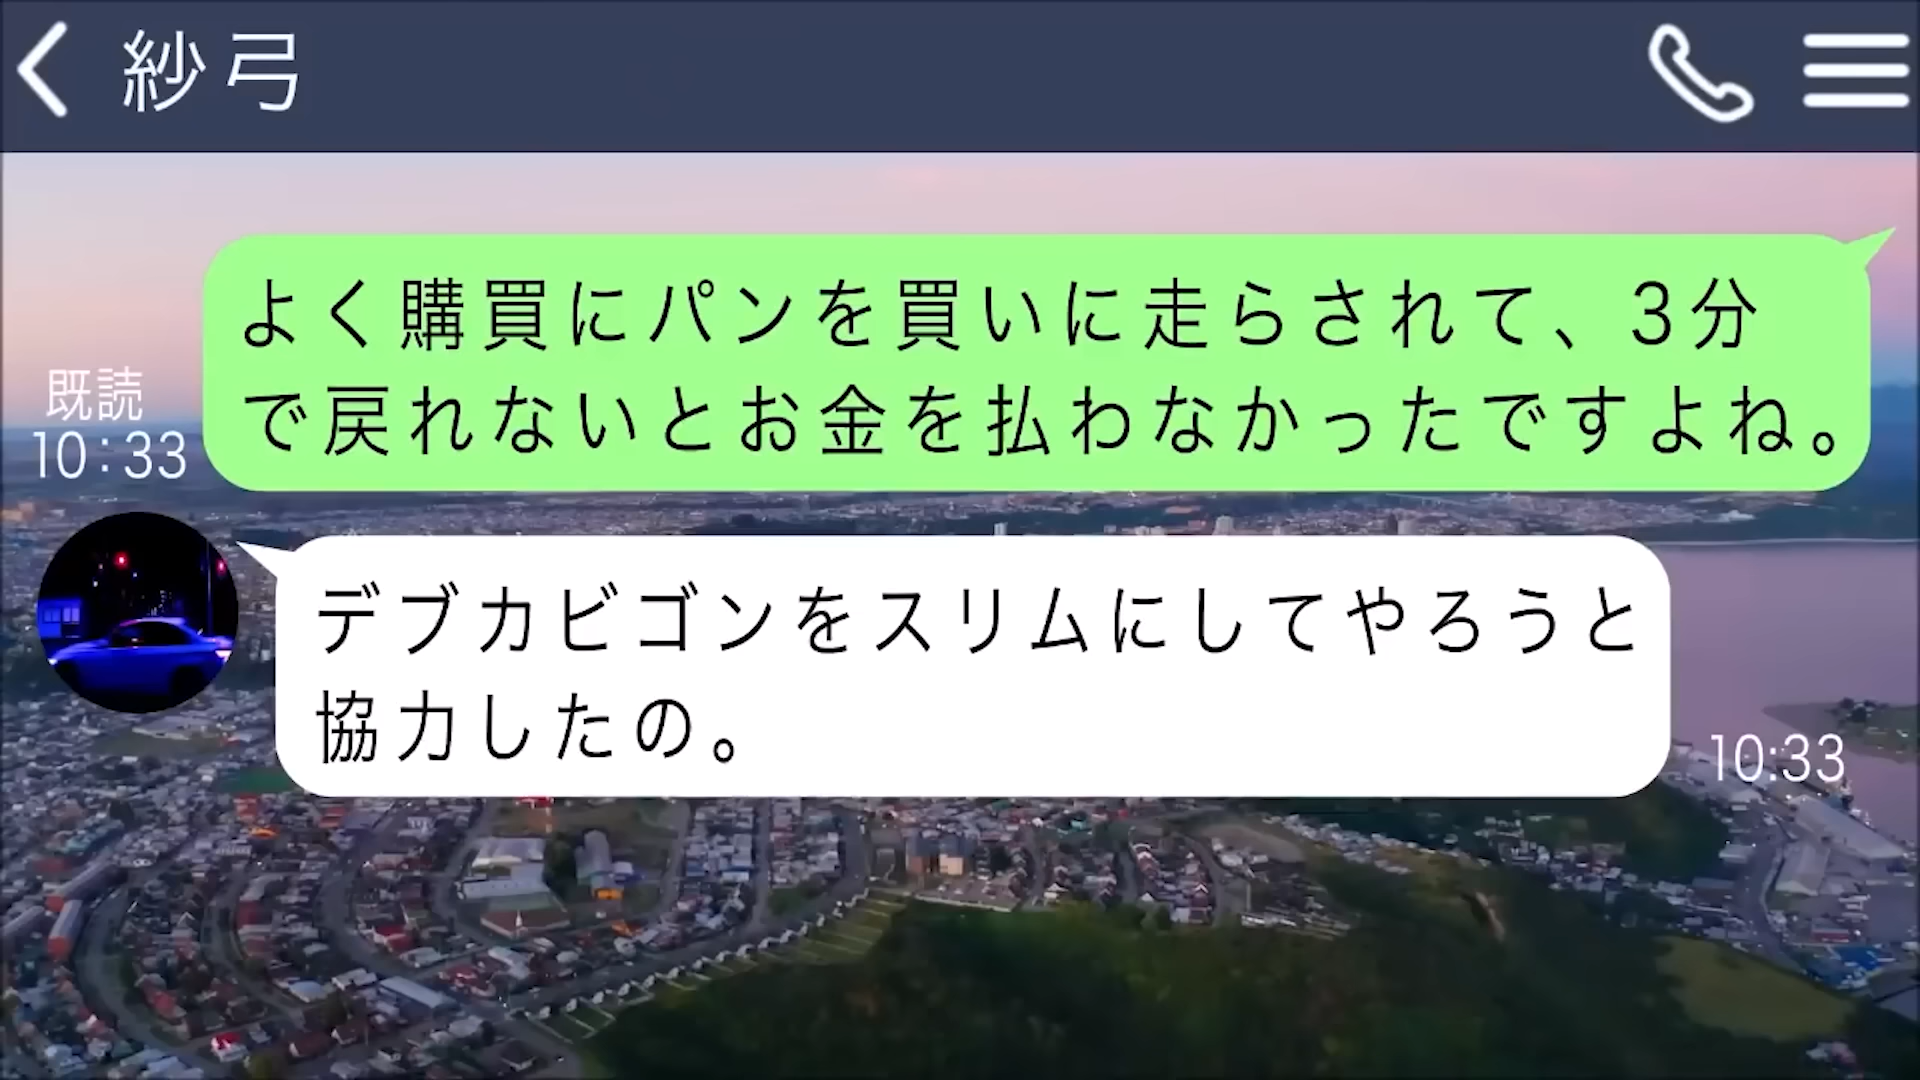 紗弓
よく購買にパンを買いに走らされて、3分
で戻れないとお金を払わなかったですよね。
既読
10:33
デブカビゴンをスリムにしてやろうと
協力したの。
10:33